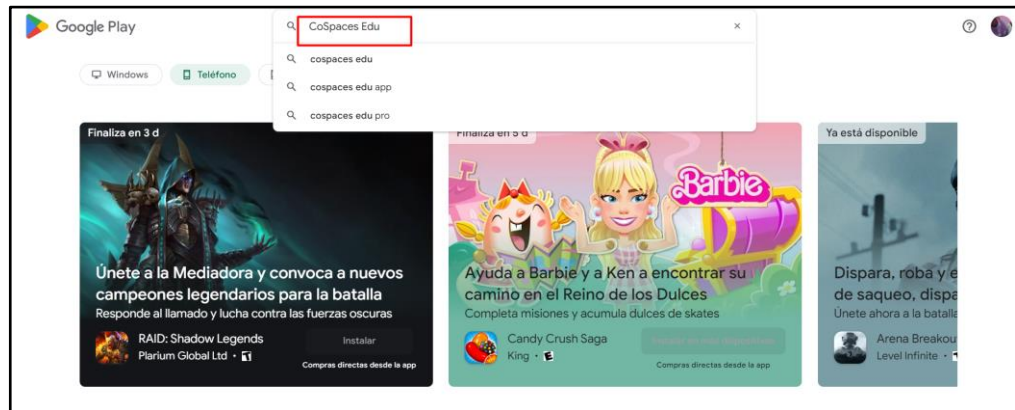 Google Play
CoSpaces Edu
cospaces edu
cospaces edu app
cospaces edu pro
Windows
Teléfono
Finaliza en 3 d
Únete a la Mediadora y convoca a nuevos
campeones legendarios para la batalla
Responde al llamado y lucha contra las fuerzas oscuras
RAID: Shadow Legends
Plarium Global Ltd
Instalar
Compras directas desde la app
Finaliza en 5 d
Barbie
Ayuda a Barbie y a Ken a encontrar su
camino en el Reino de los Dulces
Completa misiones y acumula dulces de skates
Candy Crush Saga
King • E
Compras directas desde la app
Ya está disponible
Dispara, roba y e
de saqueo, dispa
Únete ahora a la batalla
Arena Breakou
Level Infinite